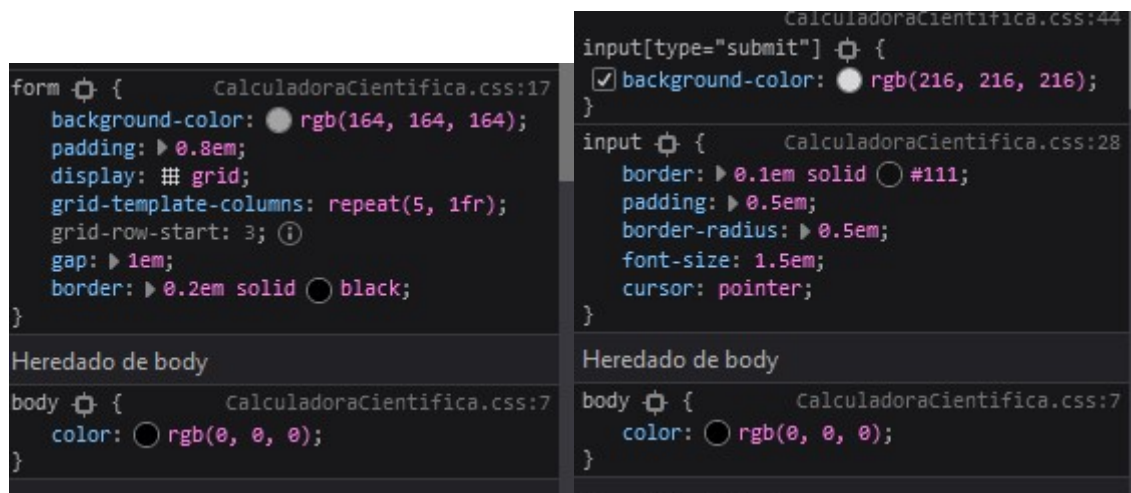 form { CalculadoraCientifica.css:17
background-color: rgb(164, 164, 164);
padding: 0.8em;
display: grid;
grid-template-columns: repeat(5, 1fr);
grid-row-start: 3;
gap: 1em;
border: 0.2em solid black;
}
Heredado de body
body { CalculadoraCientifica.css:7
color: rgb(0, 0, 0);
}
CalculadoraCientifica.css:44
input[type="submit"] {
background-color: rgb(216, 216, 216);
}
input { CalculadoraCientifica.css:28
border: 0.1em solid #111;
padding: 0.5em;
border-radius: 0.5em;
font-size: 1.5em;
cursor: pointer;
}
Heredado de body
body { CalculadoraCientifica.css:7
color: rgb(0, 0, 0);
}